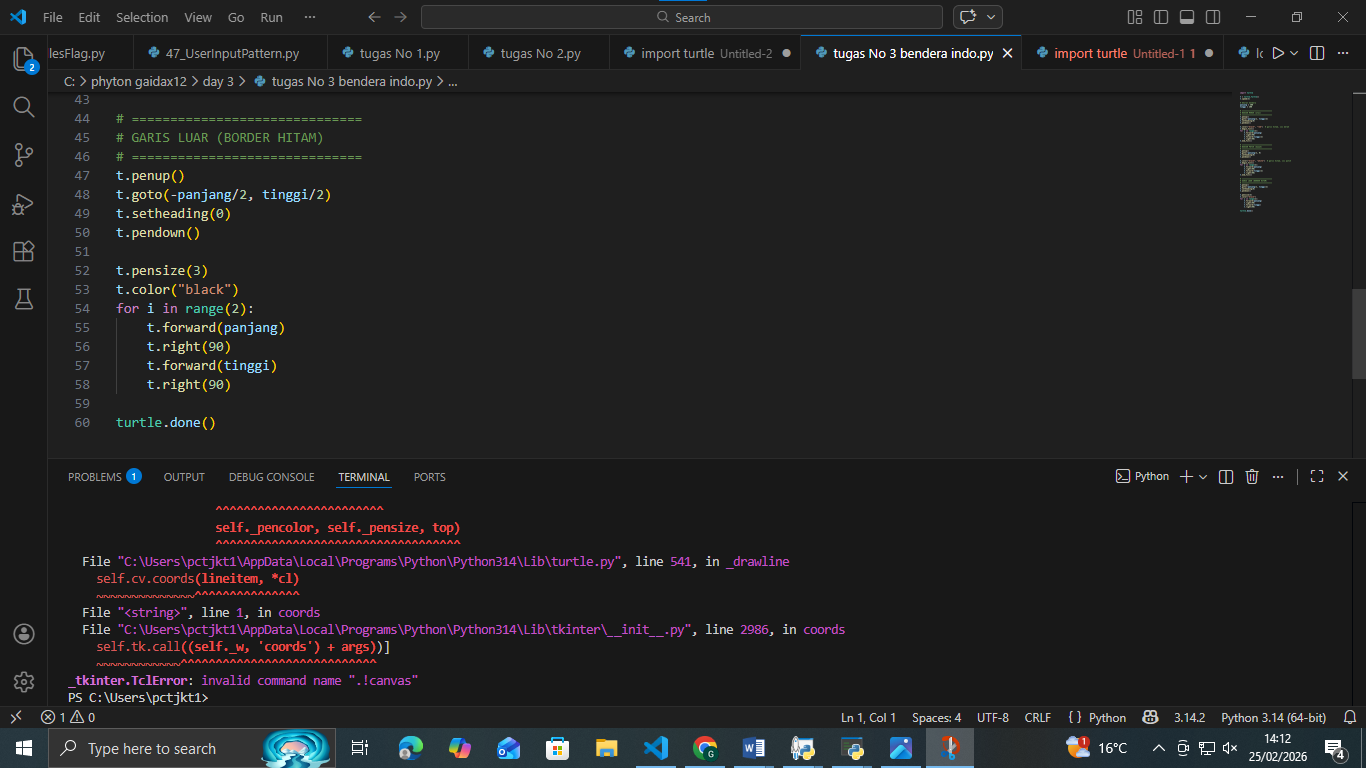 File Edit Selection View Go Run ··· Search
lesFlag.py 47_UserInputPattern.py tugas No 1.py tugas No 2.py import turtle Untitled-2 tugas No 3 bendera indo.py import turtle Untitled-1 1
C: > phyton gaidax12 > day 3 > tugas No 3 bendera indo.py > ...
43
44 # ==============================
45 # GARIS LUAR (BORDER HITAM)
46 # ==============================
47 t.penup()
48 t.goto(-panjang/2, tinggi/2)
49 t.setheading(0)
50 t.pendown()
51
52 t.pensize(3)
53 t.color("black")
54 for i in range(2):
55 t.forward(panjang)
56 t.right(90)
57 t.forward(tinggi)
58 t.right(90)
59
60 turtle.done()
PROBLEMS 1 OUTPUT DEBUG CONSOLE TERMINAL PORTS Python
^^^^^^^^^^^^^^^^^^^^^^^^
self._pencolor, self._pensize, top)
^^^^^^^^^^^^^^^^^^^^^^^^^^^^^^^^^^^
File "C:\Users\pctjkt1\AppData\Local\Programs\Python\Python314\Lib\turtle.py", line 541, in _drawline
self.cv.coords(lineitem, *cl)
~~~~~~~~~~~~~~^^^^^^^^^^^^^^^
File "<string>", line 1, in coords
File "C:\Users\pctjkt1\AppData\Local\Programs\Python\Python314\Lib\tkinter\__init__.py", line 2986, in coords
self.tk.call((self._w, 'coords') + args))]
~~~~~~~~~~~~^^^^^^^^^^^^^^^^^^^^^^^^^^^^
_tkinter.TclError: invalid command name ".!canvas"
PS C:\Users\pctjkt1>
1 0 Ln 1, Col 1 Spaces: 4 UTF-8 CRLF { } Python 3.14.2 Python 3.14 (64-bit)
Type here to search 16°C 14:12
25/02/2026
2
1
4